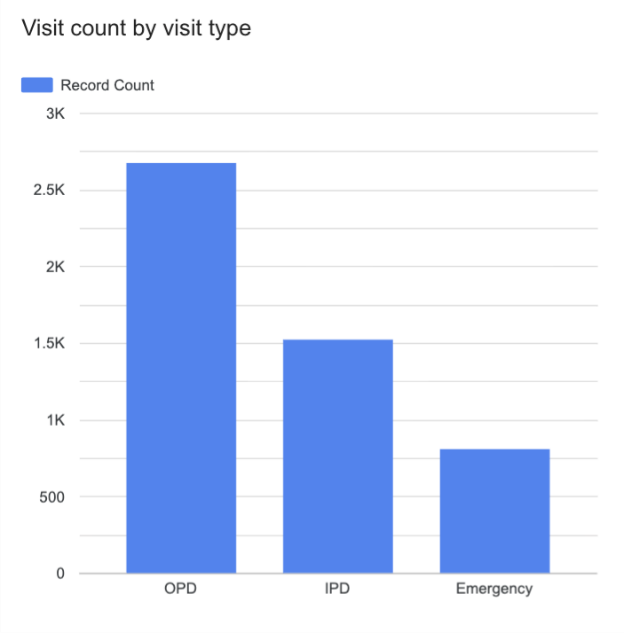 Visit count by visit type
Record Count
3K
2.5K
2K
1.5K
1K
500
0
OPD IPD Emergency